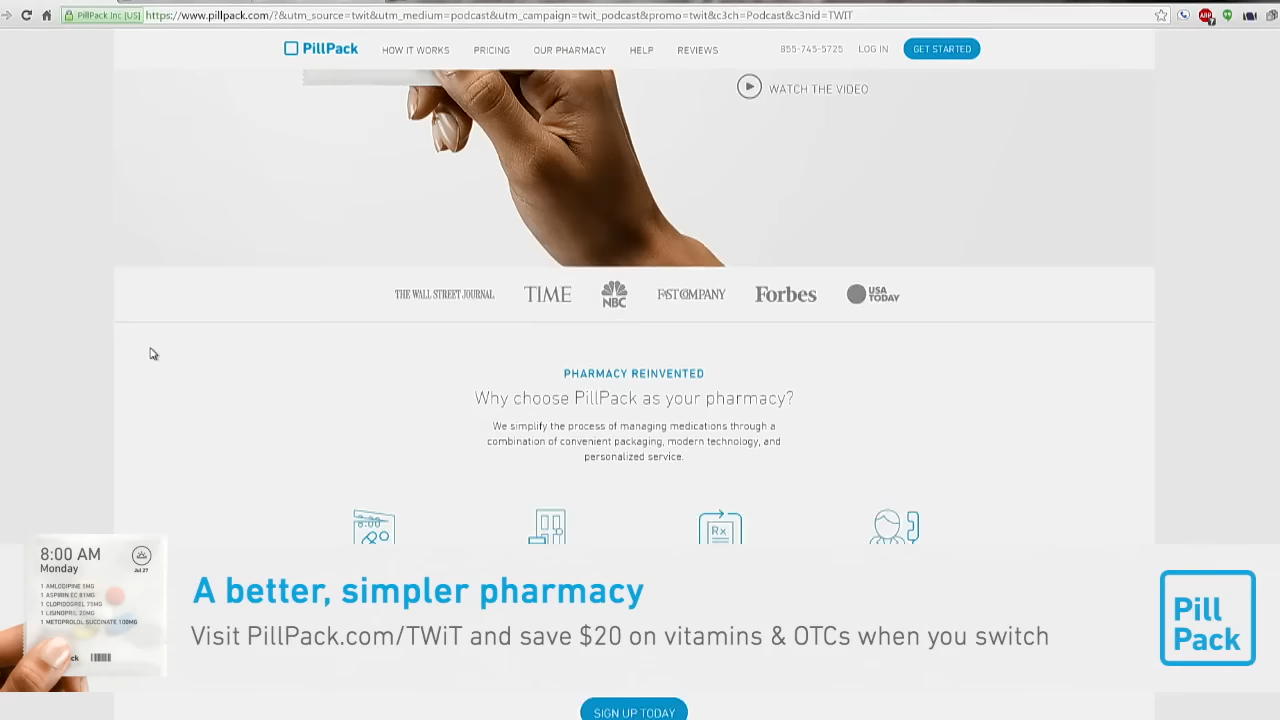 PillPack Inc [US]
https://www.pillpack.com/?&utm_source=twit&utm_medium=podcast&utm_campaign=twit_podcast&promo=twit&c3ch=Podcast&c3nid=TWIT
PillPack
HOW IT WORKS
PRICING
OUR PHARMACY
HELP
REVIEWS
855-745-5725
LOG IN
GET STARTED
WATCH THE VIDEO
THE WALL STREET JOURNAL
TIME
NBC
FAST COMPANY
Forbes
USA
TODAY
PHARMACY REINVENTED
Why choose PillPack as your pharmacy?
We simplify the process of managing medications through a
combination of convenient packaging, modern technology, and
personalized service.
8:00
Rx
8:00 AM
Monday
Jul 27
1 AMLODIPINE 5MG
1 ASPIRIN EC 81MG
1 CLOPIDOGREL 75MG
1 LISINOPRIL 20MG
1 METOPROLOL SUCCINATE 100MG
ck
A better, simpler pharmacy
Visit PillPack.com/TWiT and save $20 on vitamins & OTCs when you switch
Pill
Pack
SIGN UP TODAY